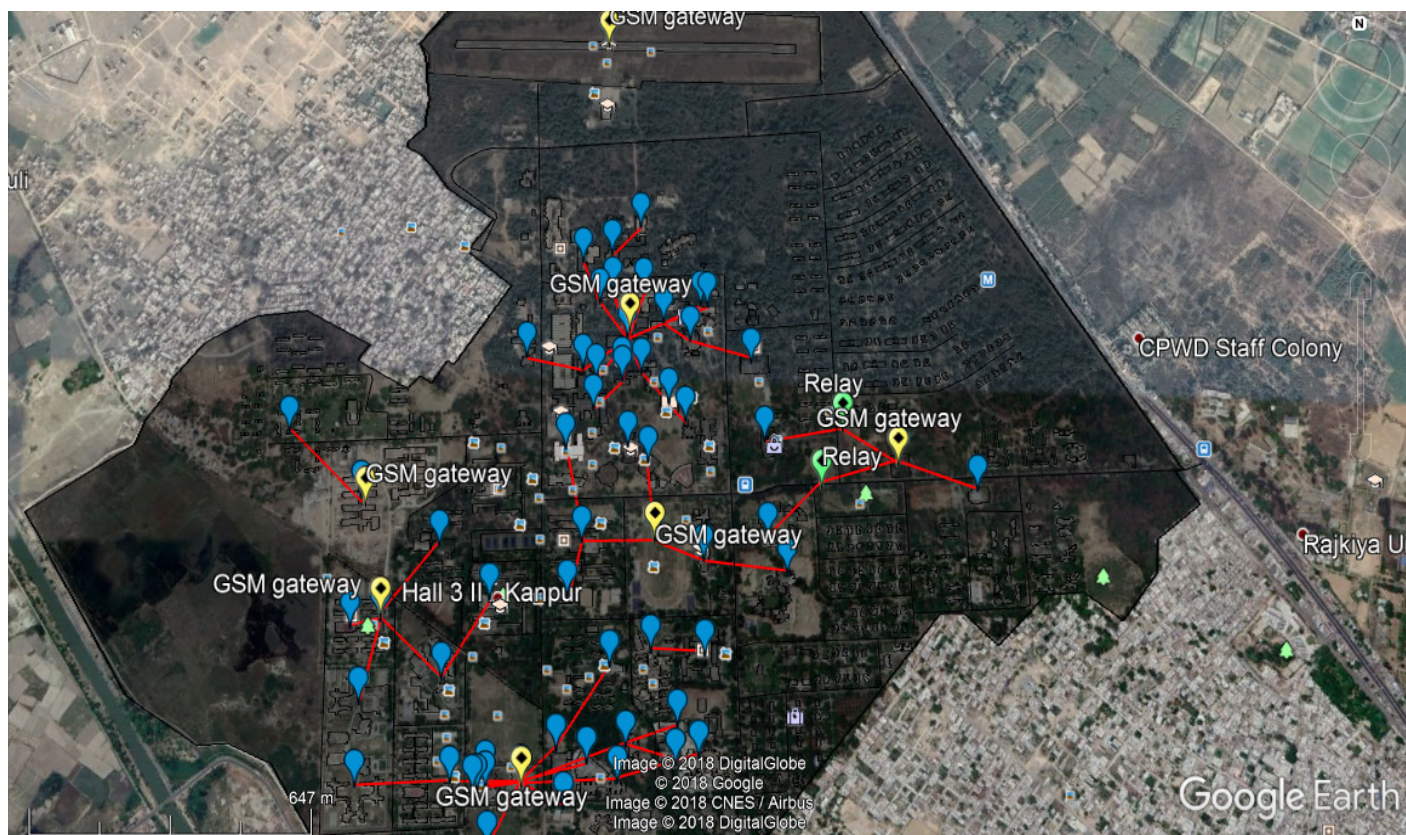 GSM gateway
uli
M
GSM gateway
CPWD Staff Colony
Relay
GSM gateway
Relay
GSM gateway
GSM gateway
Rajkiya U
GSM gateway
Hall 3 II
Kanpur
Image © 2018 DigitalGlobe
© 2018 Google
647 m
GSM gateway
Image © 2018 CNES / Airbus
Google Earth
Image © 2018 DigitalGlobe
N